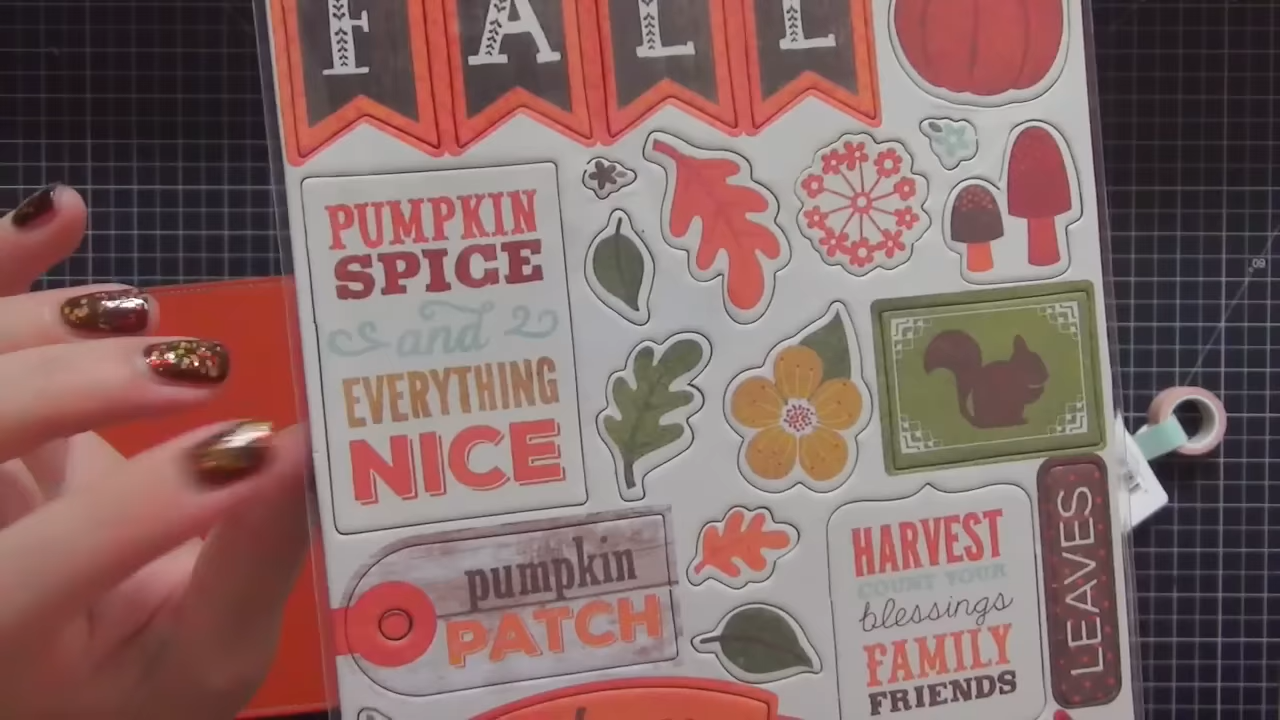 FALL
PUMPKIN
SPICE
and
EVERYTHING
NICE
pumpkin
PATCH
HARVEST
COUNT YOUR
blessings
FAMILY
FRIENDS
LEAVES